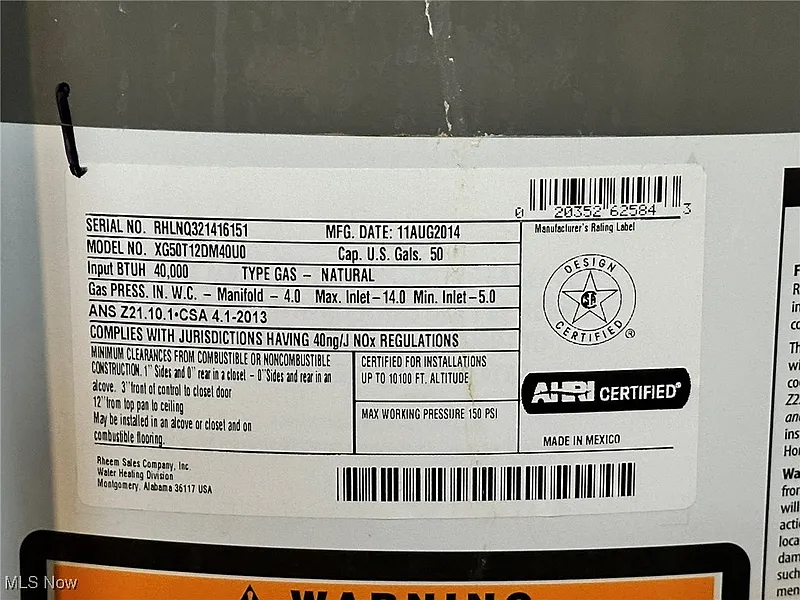 0 20352 62584 3
SERIAL NO. RHLNQ321416151 MFG. DATE: 11AUG2014
Manufacturer's Rating Label
MODEL NO. XG50T12DM40U0 Cap. U.S. Gals. 50
Input BTUH 40,000 TYPE GAS – NATURAL
Gas PRESS. IN. W.C. – Manifold – 4.0 Max. Inlet–14.0 Min. Inlet–5.0
ANS Z21.10.1•CSA 4.1-2013
COMPLIES WITH JURISDICTIONS HAVING 40ng/J NOx REGULATIONS
MINIMUM CLEARANCES FROM COMBUSTIBLE OR NONCOMBUSTIBLE
CONSTRUCTION. 1" Sides and 0" rear in a closet – 0"Sides and rear in an
alcove. 3"front of control to closet door
12"from top pan to ceiling
May be installed in an alcove or closet and on
combustible flooring.
CERTIFIED FOR INSTALLATIONS
UP TO 10100 FT. ALTITUDE
MAX WORKING PRESSURE 150 PSI
DESIGN
CERTIFIED
®
AHRI CERTIFIED®
MADE IN MEXICO
Rheem Sales Company, Inc.
Water Heating Division
Montgomery, Alabama 36117 USA
WARNING
MLS Now